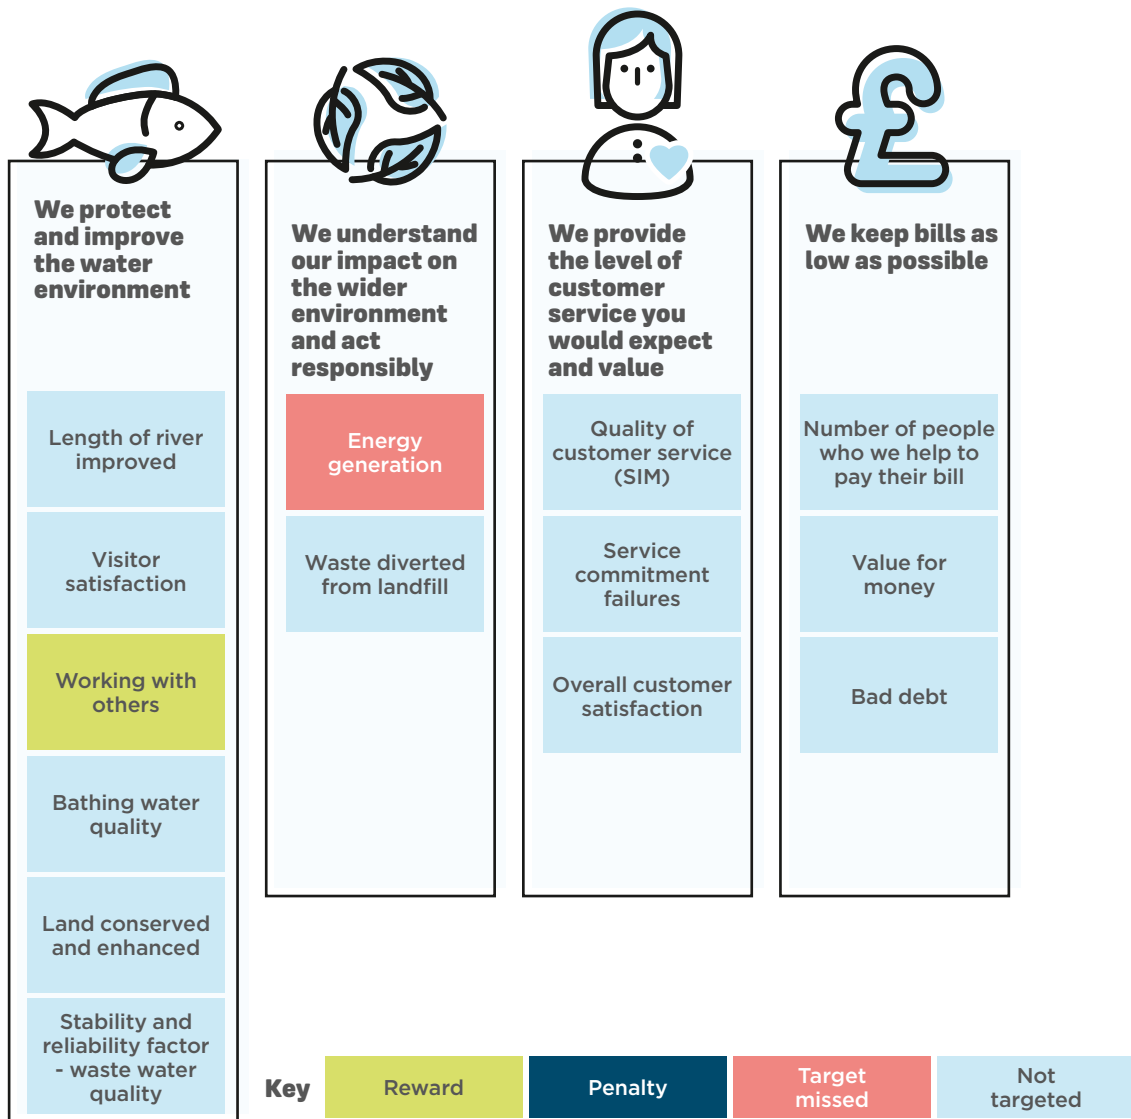 We protect
and improve
the water
environment
Length of river
improved
Visitor
satisfaction
Working with
others
Bathing water
quality
Land conserved
and enhanced
Stability and
reliability factor
- waste water
quality
We understand
our impact on
the wider
environment
and act
responsibly
Energy
generation
Waste diverted
from landfill
We provide
the level of
customer
service you
would expect
and value
Quality of
customer service
(SIM)
Service
commitment
failures
Overall customer
satisfaction
We keep bills as
low as possible
Number of people
who we help to
pay their bill
Value for
money
Bad debt
Key
Reward
Penalty
Target
missed
Not
targeted